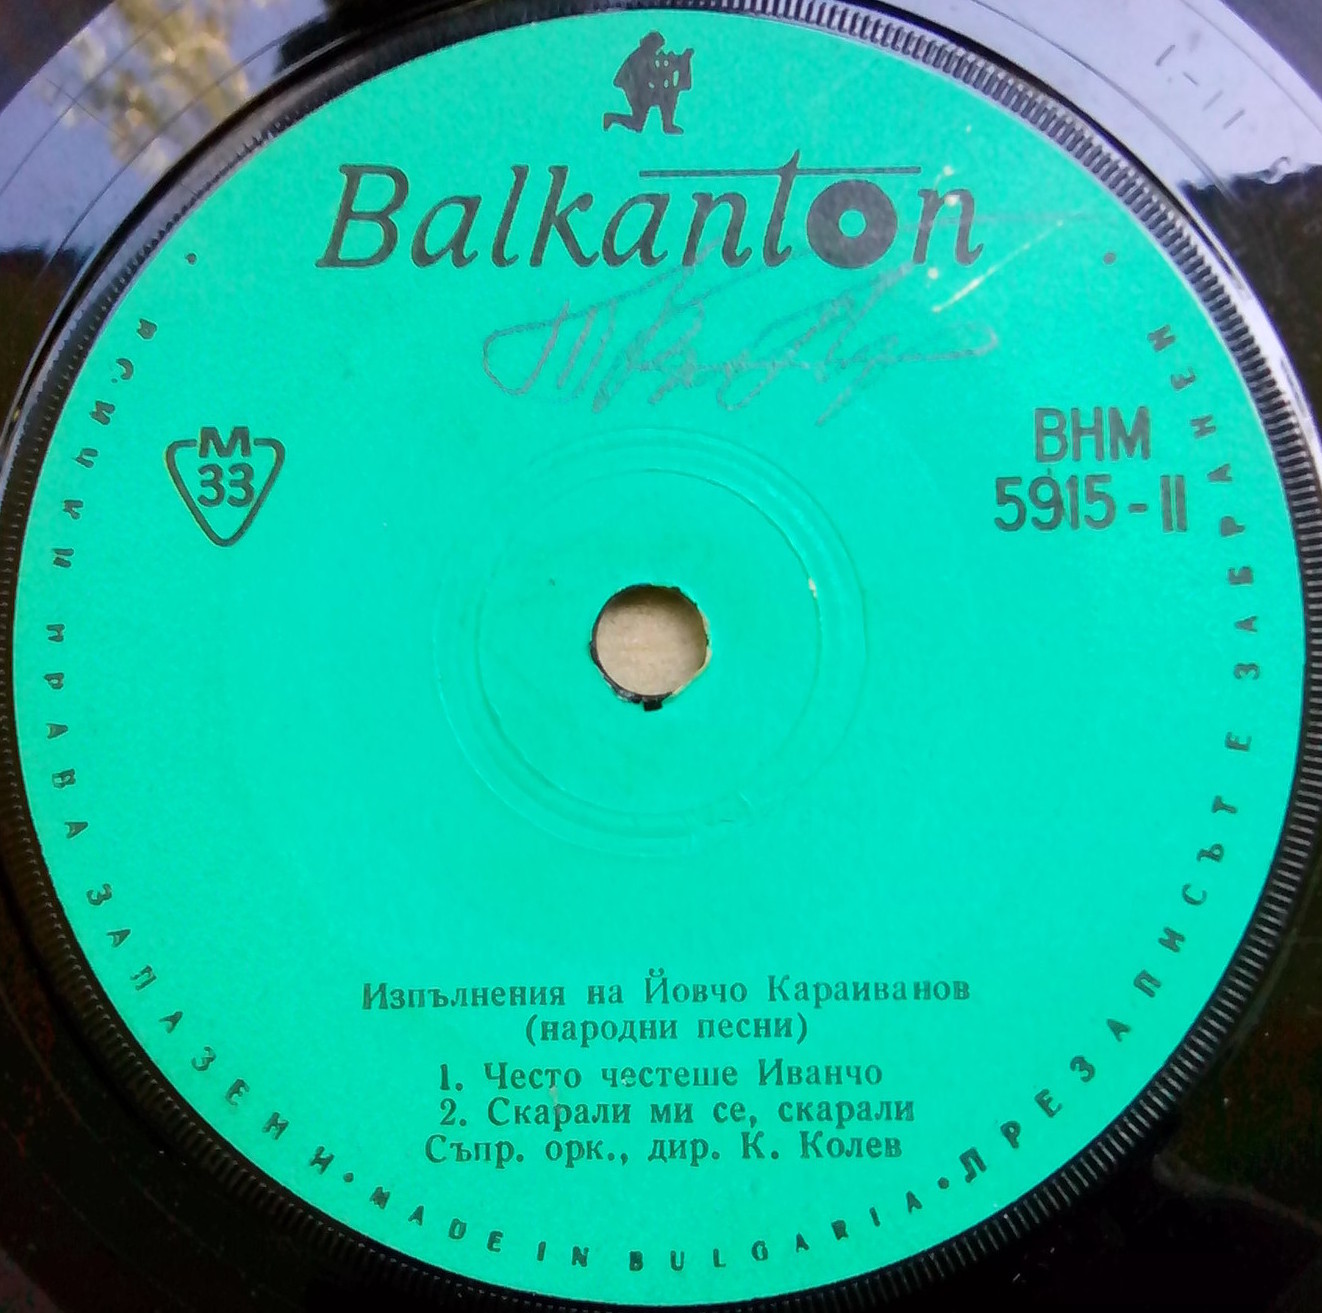 Balkanton
M
33
ВНМ
5915-II
Изпълнения на Йовчо Караиванов
(народни песни)
1. Често честеше Иванчо
2. Скарали ми се, скарали
Съпр. орк., дир. К. Колев
• ВСИЧКИ ПРАВА ЗАПАЗЕНИ • MADE IN BULGARIA • ПРЕЗАПИСЪТ Е ЗАБРАНЕН •